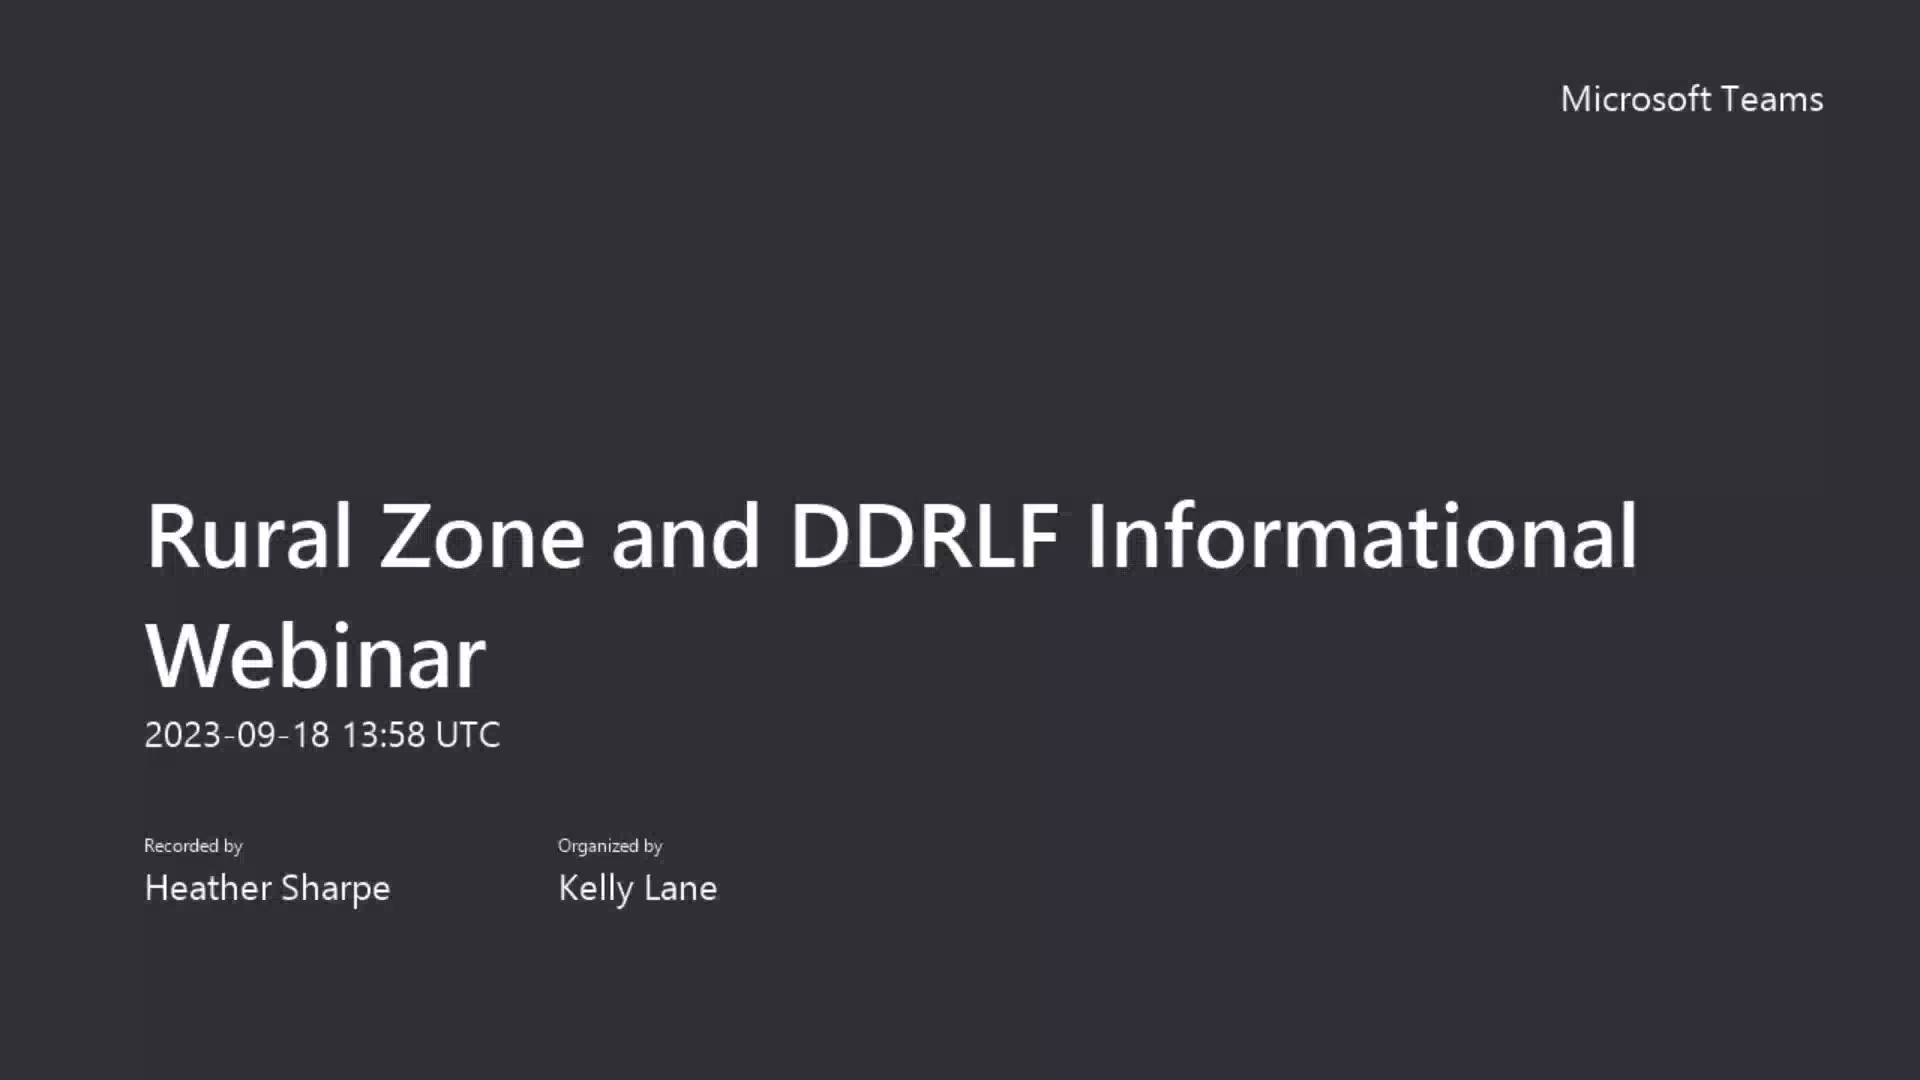 Microsoft Teams
Rural Zone and DDRLF Informational
Webinar
2023-09-18 13:58 UTC
Recorded by
Organized by
Heather Sharpe
Kelly Lane